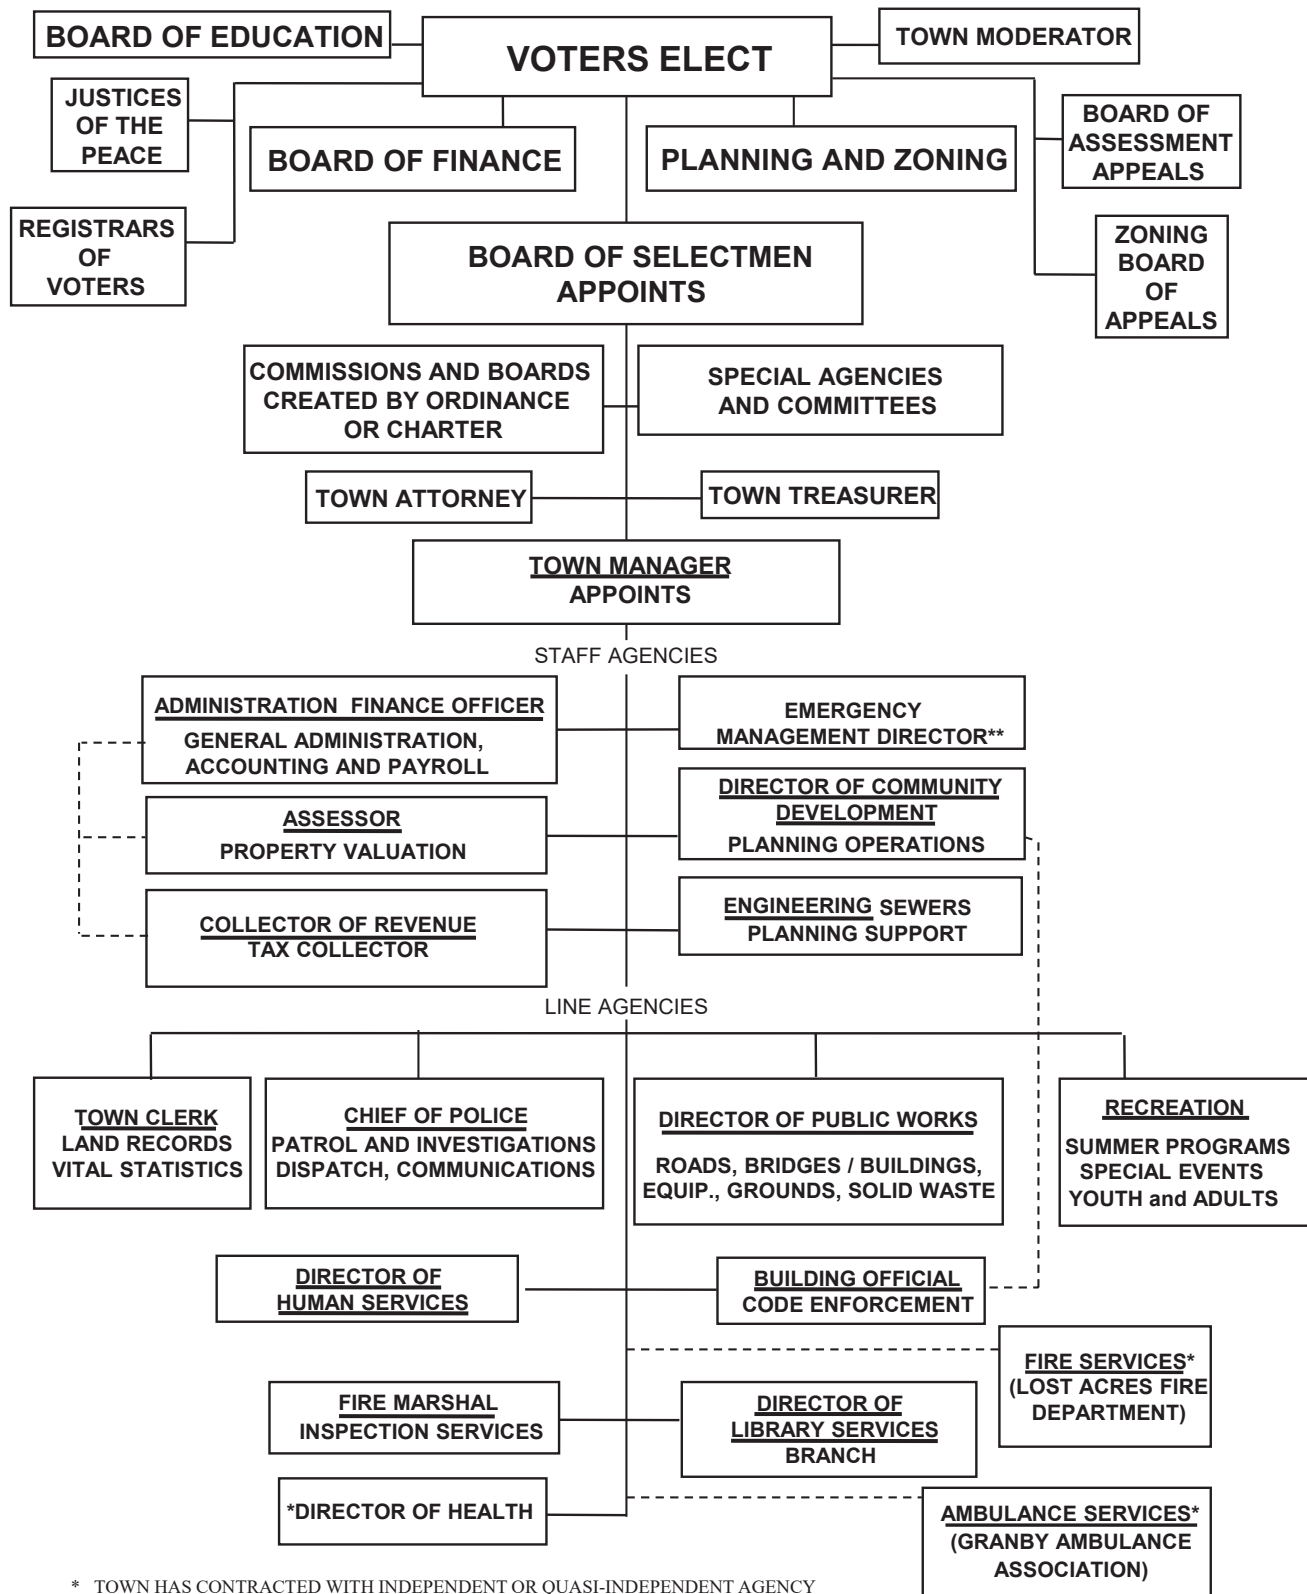 BOARD OF EDUCATION
VOTERS ELECT
TOWN MODERATOR
JUSTICES
OF THE
PEACE
BOARD OF FINANCE
PLANNING AND ZONING
BOARD OF
ASSESSMENT
APPEALS
REGISTRARS
OF
VOTERS
BOARD OF SELECTMEN
APPOINTS
ZONING
BOARD
OF
APPEALS
COMMISSIONS AND BOARDS
CREATED BY ORDINANCE
OR CHARTER
SPECIAL AGENCIES
AND COMMITTEES
TOWN ATTORNEY
TOWN TREASURER
TOWN MANAGER
APPOINTS
STAFF AGENCIES
ADMINISTRATION FINANCE OFFICER
GENERAL ADMINISTRATION,
ACCOUNTING AND PAYROLL
EMERGENCY
MANAGEMENT DIRECTOR**
ASSESSOR
PROPERTY VALUATION
DIRECTOR OF COMMUNITY
DEVELOPMENT
PLANNING OPERATIONS
COLLECTOR OF REVENUE
TAX COLLECTOR
ENGINEERING SEWERS
PLANNING SUPPORT
LINE AGENCIES
TOWN CLERK
LAND RECORDS
VITAL STATISTICS
CHIEF OF POLICE
PATROL AND INVESTIGATIONS
DISPATCH, COMMUNICATIONS
DIRECTOR OF PUBLIC WORKS
ROADS, BRIDGES / BUILDINGS,
EQUIP., GROUNDS, SOLID WASTE
RECREATION
SUMMER PROGRAMS
SPECIAL EVENTS
YOUTH and ADULTS
DIRECTOR OF
HUMAN SERVICES
BUILDING OFFICIAL
CODE ENFORCEMENT
FIRE SERVICES*
(LOST ACRES FIRE
DEPARTMENT)
FIRE MARSHAL
INSPECTION SERVICES
DIRECTOR OF
LIBRARY SERVICES
BRANCH
*DIRECTOR OF HEALTH
AMBULANCE SERVICES*
(GRANBY AMBULANCE
ASSOCIATION)
* TOWN HAS CONTRACTED WITH INDEPENDENT OR QUASI-INDEPENDENT AGENCY